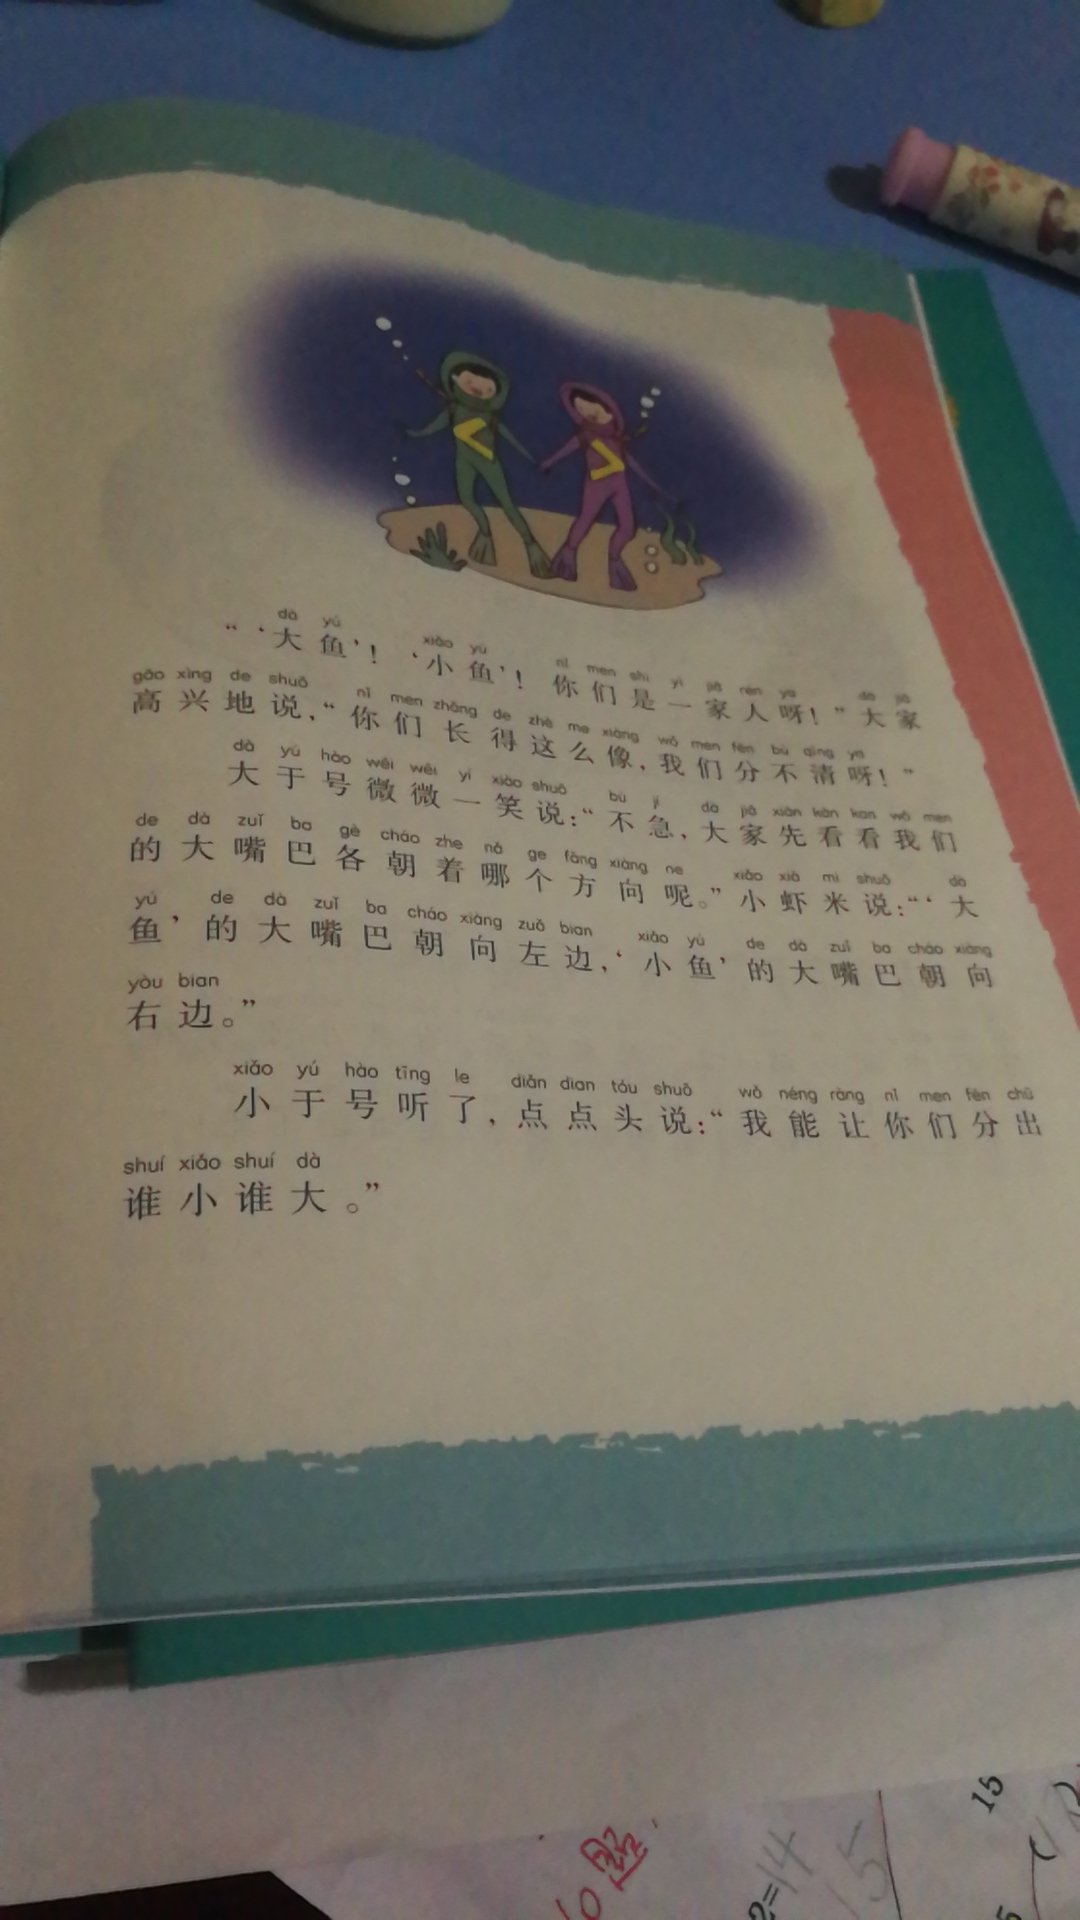 dà yú xiǎo yú nǐ men shì yì jiā rén ya dà jiā
“‘大鱼’！‘小鱼’！你们是一家人呀！”大家
gāo xìng de shuō nǐ men zhǎng de zhè me xiàng wǒ men fēn bù qīng ya
高兴地说，“你们长得这么像，我们分不清呀！”
dà yú hào wēi wēi yí xiào shuō bù jí dà jiā xiān kàn kan wǒ men
大于号微微一笑说：“不急，大家先看看我们
de dà zuǐ ba gè cháo zhe nǎ ge fāng xiàng ne xiǎo xiā mi shuō dà
的大嘴巴各朝着哪个方向呢。”小虾米说：“‘大
yú de dà zuǐ ba cháo xiàng zuǒ bian xiǎo yú de dà zuǐ ba cháo xiàng
鱼’的大嘴巴朝向左边，‘小鱼’的大嘴巴朝向
yòu bian
右边。”
xiǎo yú hào tīng le diǎn dian tóu shuō wǒ néng ràng nǐ men fēn chū
小于号听了，点点头说：“我能让你们分出
shuí xiǎo shuí dà
谁小谁大。”
15
10题
2=14
15